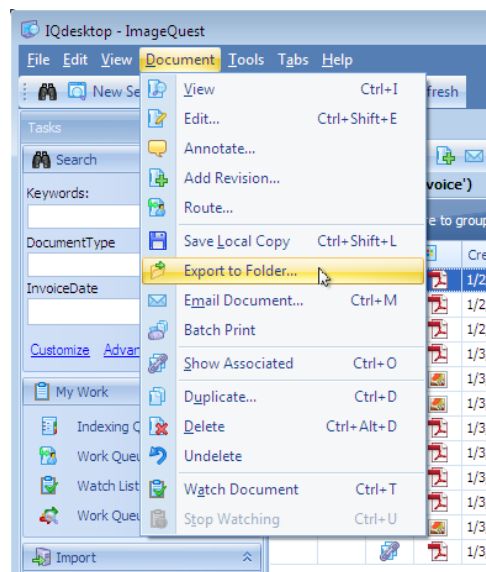 IQdesktop - ImageQuest
File Edit View Document Tools Tabs Help
New Se
fresh
View Ctrl+I
Edit... Ctrl+Shift+E
Annotate...
Add Revision...
Route...
Save Local Copy Ctrl+Shift+L
Export to Folder...
Email Document... Ctrl+M
Batch Print
Show Associated Ctrl+O
Duplicate... Ctrl+D
Delete Ctrl+Alt+D
Undelete
Watch Document Ctrl+T
Stop Watching Ctrl+U
Tasks
Search
Keywords:
DocumentType
InvoiceDate
Customize Advan
My Work
Indexing Q
Work Queu
Watch List
Work Queu
Import
voice')
re to group
Cre
1/2
1/2
1/2
1/3
1/3
1/3
1/3
1/3
1/3
1/3
1/3
1/3